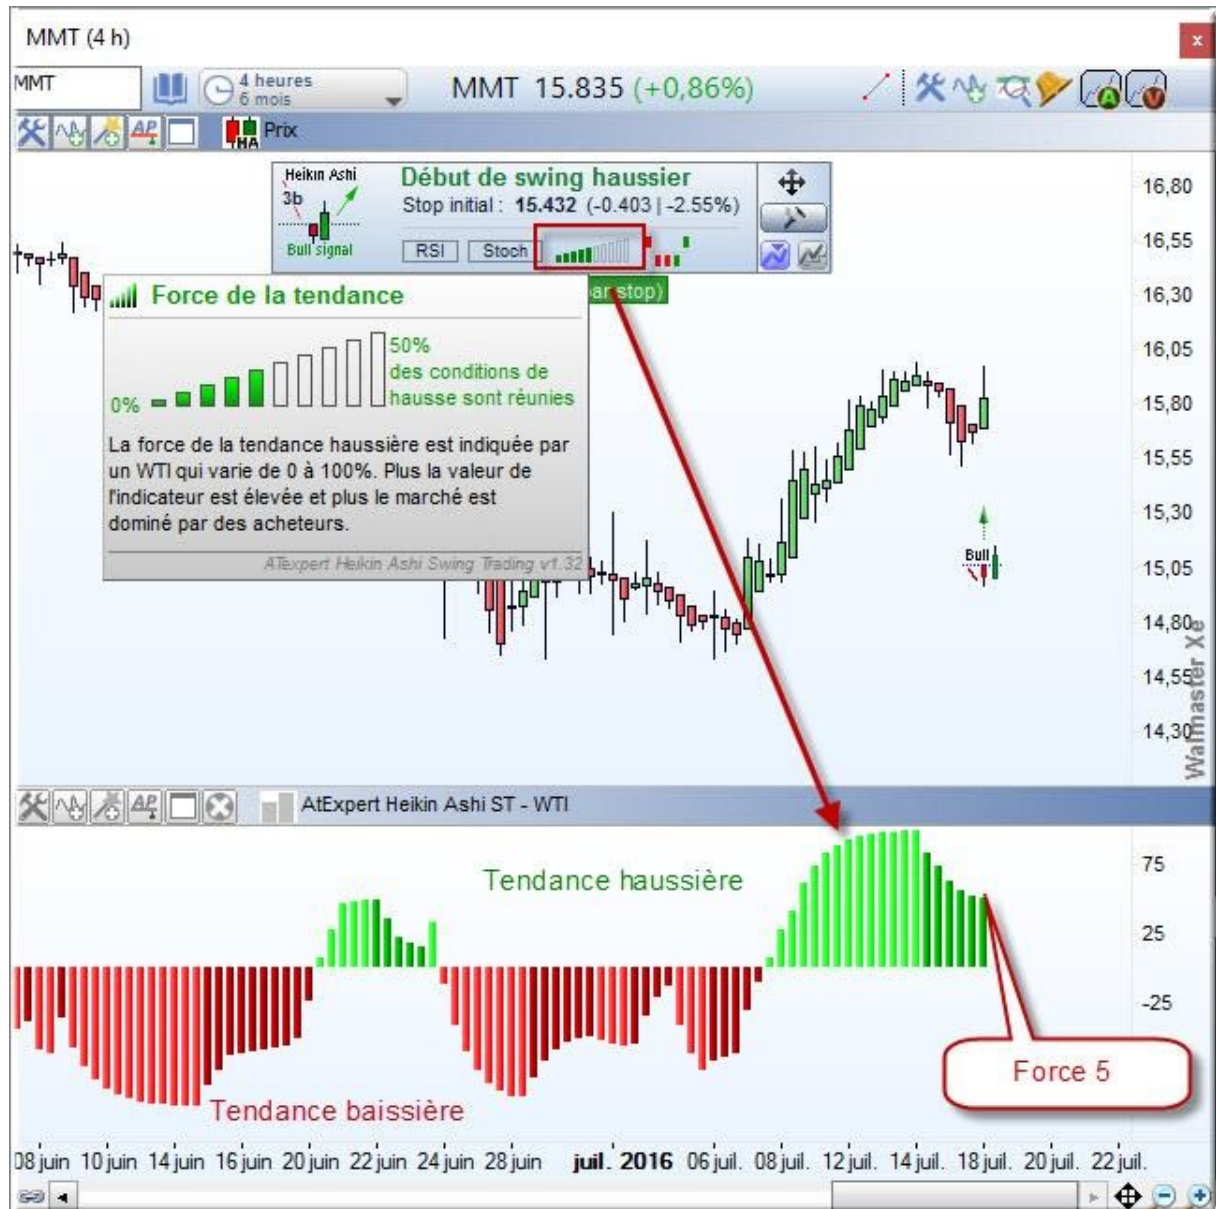 MMT (4 h)
x
MMT
4 heures
6 mois
MMT 15.835 (+0,86%)
A
V
AP
HA
Prix
Heikin Ashi
3b
Bull signal
Début de swing haussier
Stop initial : 15.432 (-0.403 | -2.55%)
RSI
Stoch
stop)
Force de la tendance
0%
50%
des conditions de
hausse sont réunies
La force de la tendance haussière est indiquée par
un WTI qui varie de 0 à 100%. Plus la valeur de
l'indicateur est élevée et plus le marché est
dominé par des acheteurs.
ATexpert Heikin Ashi Swing Trading v1.32
16,80
16,55
16,30
16,05
15,80
15,55
15,30
15,05
14,80
14,55
14,30
Bull
Walmaster Xe
AP
AtExpert Heikin Ashi ST - WTI
Tendance haussière
Tendance baissière
75
25
-25
Force 5
08 juin 10 juin 14 juin 16 juin 20 juin 22 juin 24 juin 28 juin juil. 2016 06 juil. 08 juil. 12 juil. 14 juil. 18 juil. 20 juil. 22 juil.